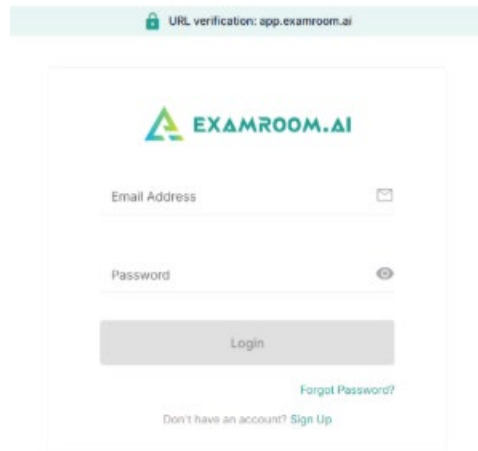 URL verification: app.examroom.ai
EXAMROOM.AI
Email Address
Password
Login
Forgot Password?
Don't have an account? Sign Up